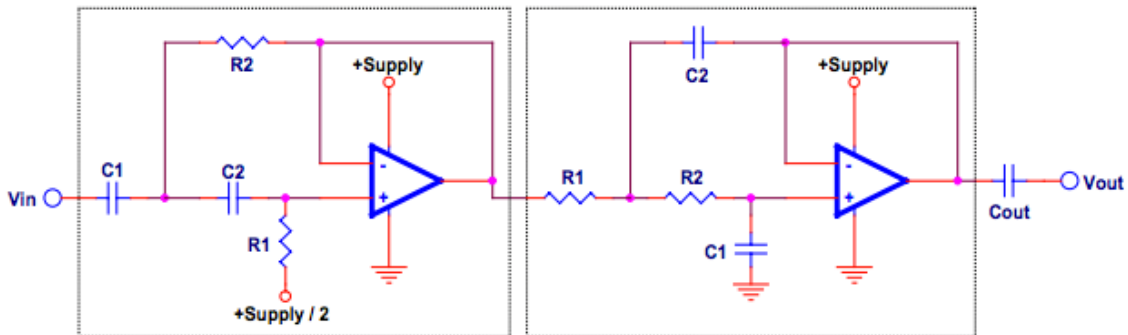 R2
+Supply
C1
C2
-
+
Vin
R1
+Supply / 2
C2
+Supply
R1
R2
-
+
C1
Cout
Vout